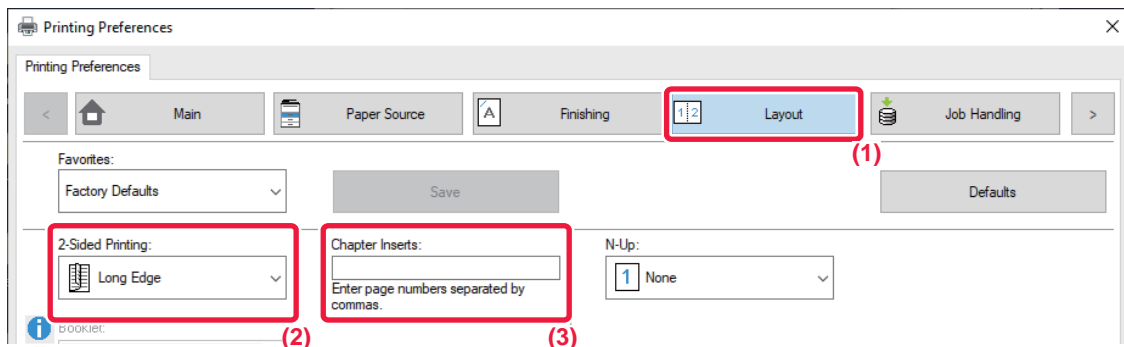 Printing Preferences
Printing Preferences
< Main Paper Source A Finishing 1 2 Layout Job Handling >
(1)
Favorites:
Factory Defaults Save Defaults
2-Sided Printing: Chapter Inserts: N-Up:
Long Edge 1 None
Enter page numbers separated by
commas.
Booklet:
(2) (3)